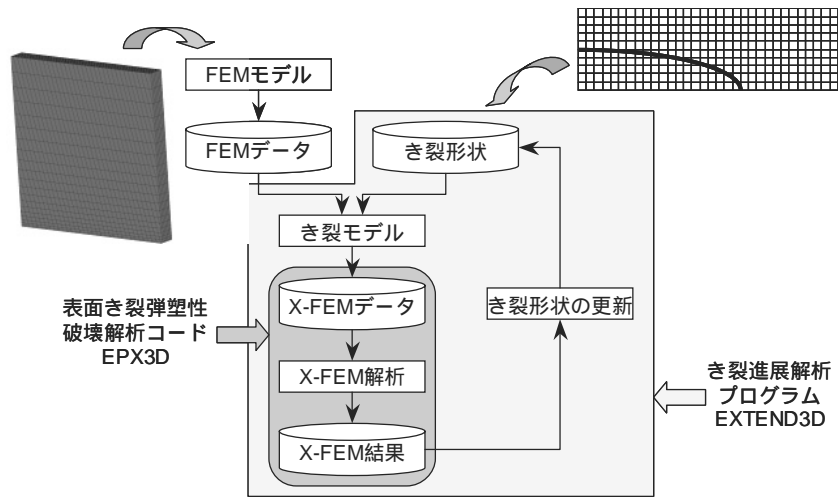 FEMモデル
FEMデータ
き裂形状
き裂モデル
X-FEMデータ
き裂形状の更新
表面き裂弾塑性
破壊解析コード
EPX3D
X-FEM解析
き裂進展解析
プログラム
EXTEND3D
X-FEM結果